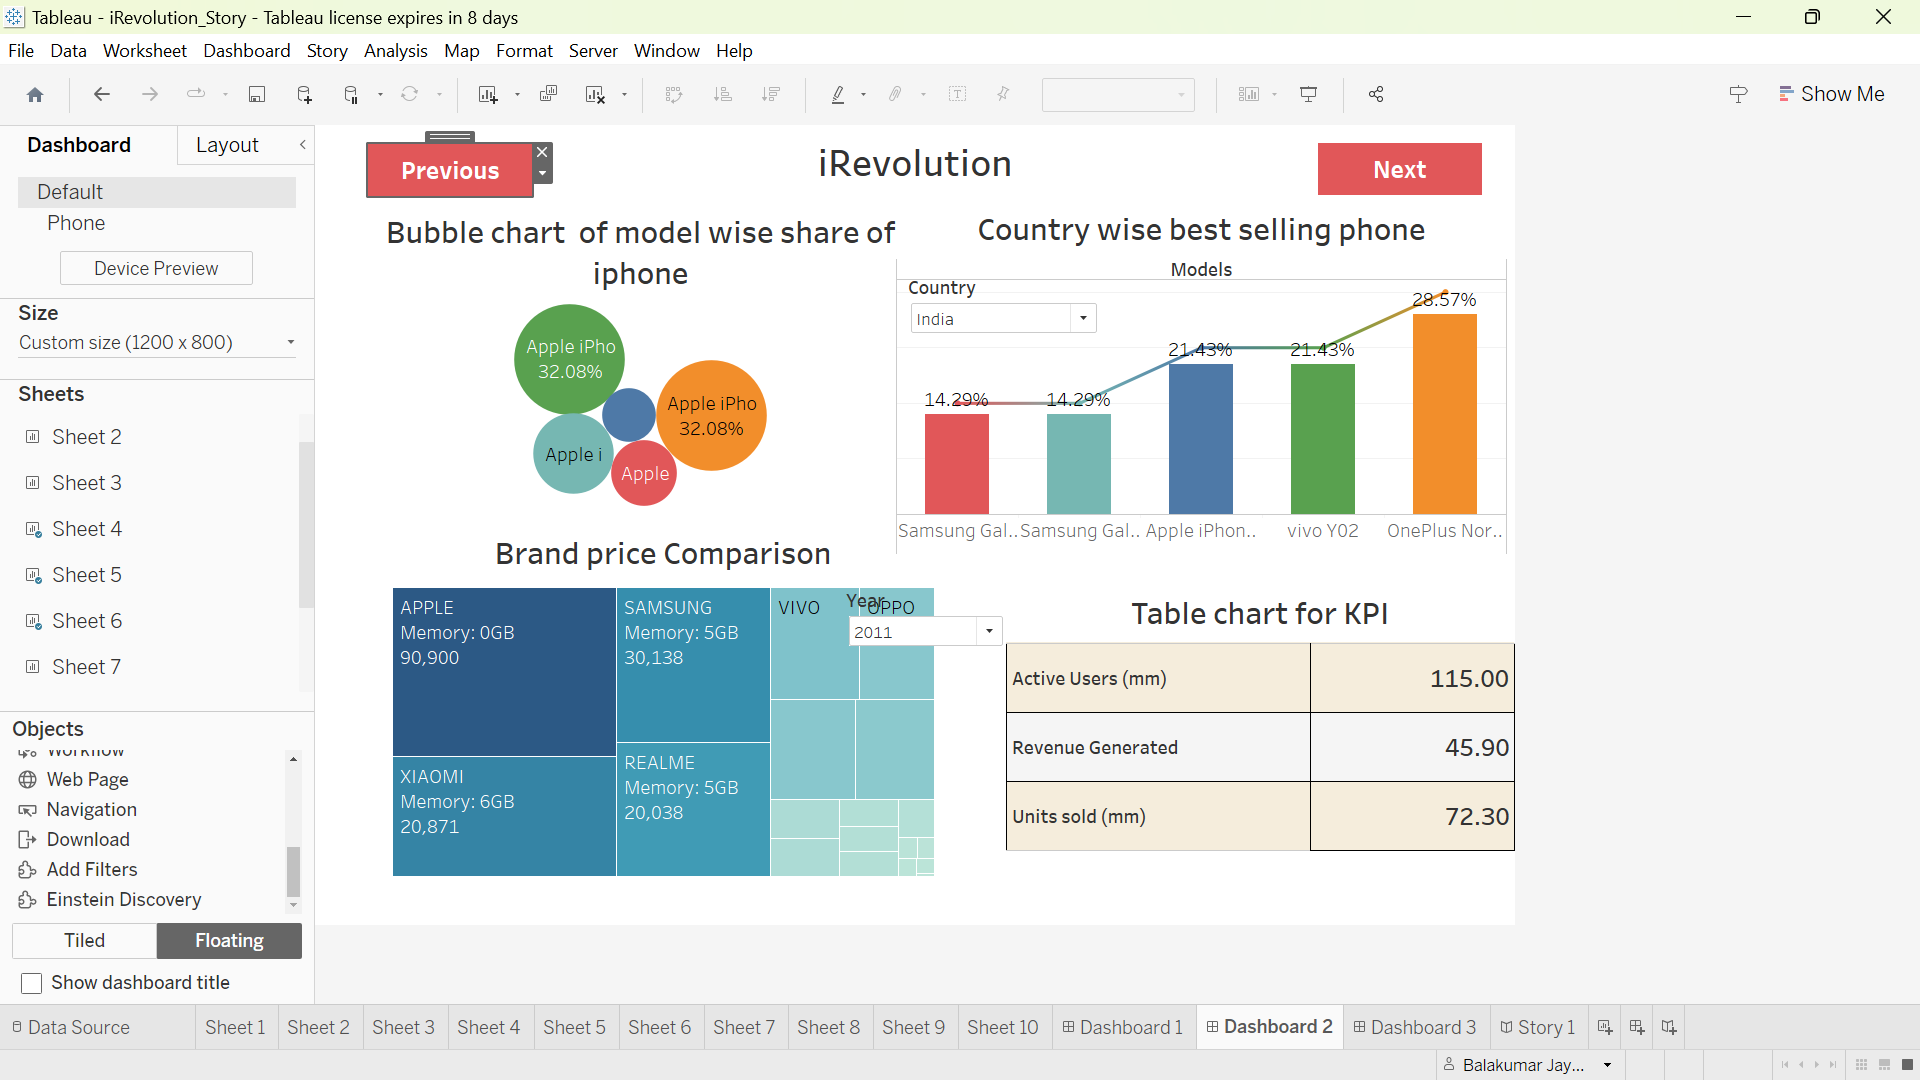 Tableau - iRevolution_Story - Tableau license expires in 8 days
File Data Worksheet Dashboard Story Analysis Map Format Server Window Help
Show Me
Dashboard Layout
Default
Phone
Device Preview
Size
Custom size (1200 x 800)
Sheets
Sheet 2
Sheet 3
Sheet 4
Sheet 5
Sheet 6
Sheet 7
Objects
Workflow
Web Page
Navigation
Download
Add Filters
Einstein Discovery
Tiled Floating
Show dashboard title
Previous
iRevolution
Next
Bubble chart of model wise share of
iphone
Apple iPho
32.08%
Apple iPho
32.08%
Apple i
Apple
Country wise best selling phone
Models
Country
India
14.29% 14.29% 21.43% 21.43% 28.57%
Samsung Gal.. Samsung Gal.. Apple iPhon.. vivo Y02 OnePlus Nor..
Brand price Comparison
APPLE
Memory: 0GB
90,900
SAMSUNG
Memory: 5GB
30,138
VIVO
OPPO
XIAOMI
Memory: 6GB
20,871
REALME
Memory: 5GB
20,038
Year
2011
Table chart for KPI
Active Users (mm) 115.00
Revenue Generated 45.90
Units sold (mm) 72.30
Data Source Sheet 1 Sheet 2 Sheet 3 Sheet 4 Sheet 5 Sheet 6 Sheet 7 Sheet 8 Sheet 9 Sheet 10 Dashboard 1 Dashboard 2 Dashboard 3 Story 1
Balakumar Jay...